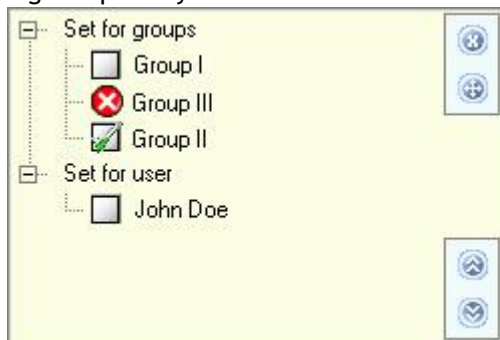 Set for groups
Group I
Group III
Group II
Set for user
John Doe